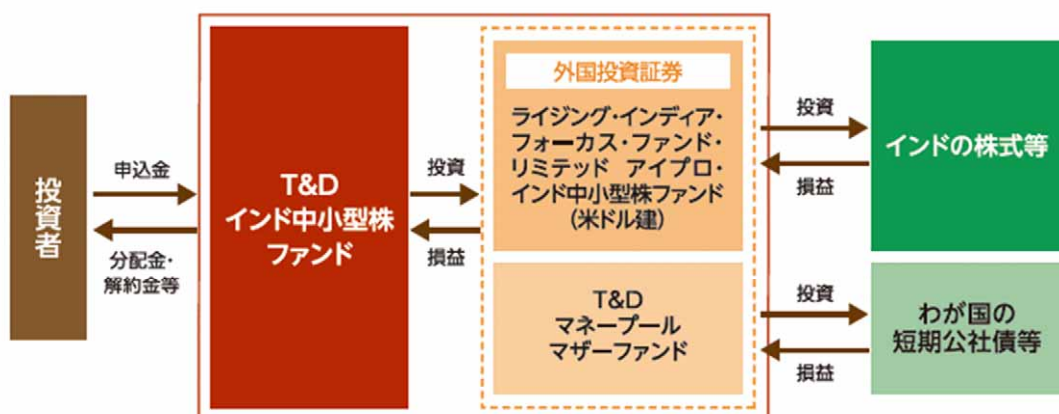 投資者
申込金
分配金・
解約金等
T&D
インド中小型株
ファンド
投資
損益
外国投資証券
ライジング・インディア・
フォーカス・ファンド・
リミテッド アイプロ・
インド中小型株ファンド
(米ドル建)
T&D
マネープール
マザーファンド
投資
損益
インドの株式等
投資
損益
わが国の
短期公社債等